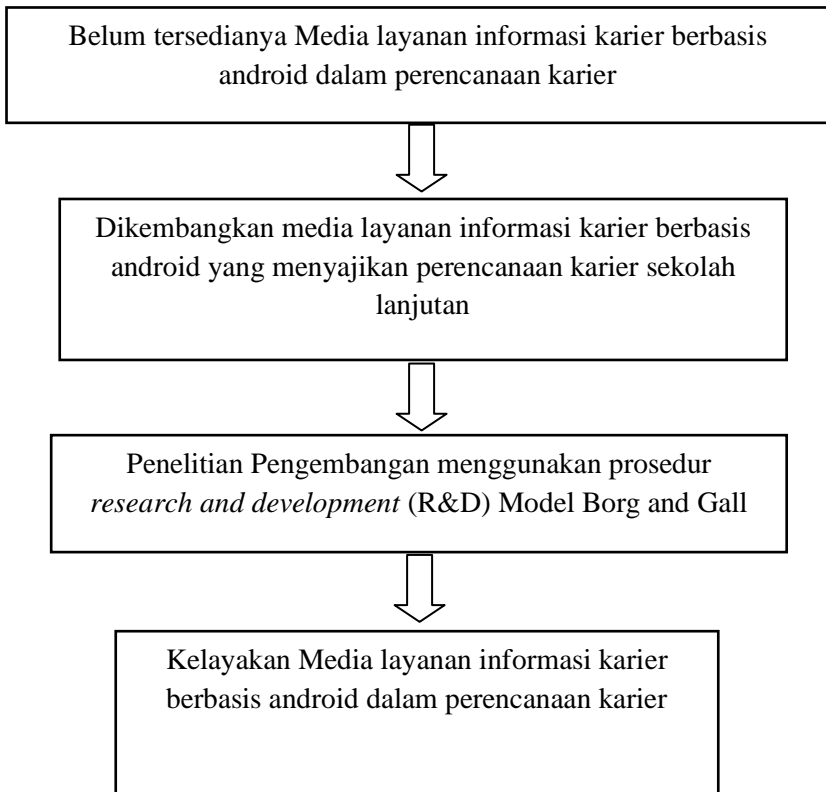 Belum tersedianya Media layanan informasi karier berbasis
android dalam perencanaan karier
Dikembangkan media layanan informasi karier berbasis
android yang menyajikan perencanaan karier sekolah
lanjutan
Penelitian Pengembangan menggunakan prosedur
research and development (R&D) Model Borg and Gall
Kelayakan Media layanan informasi karier
berbasis android dalam perencanaan karier